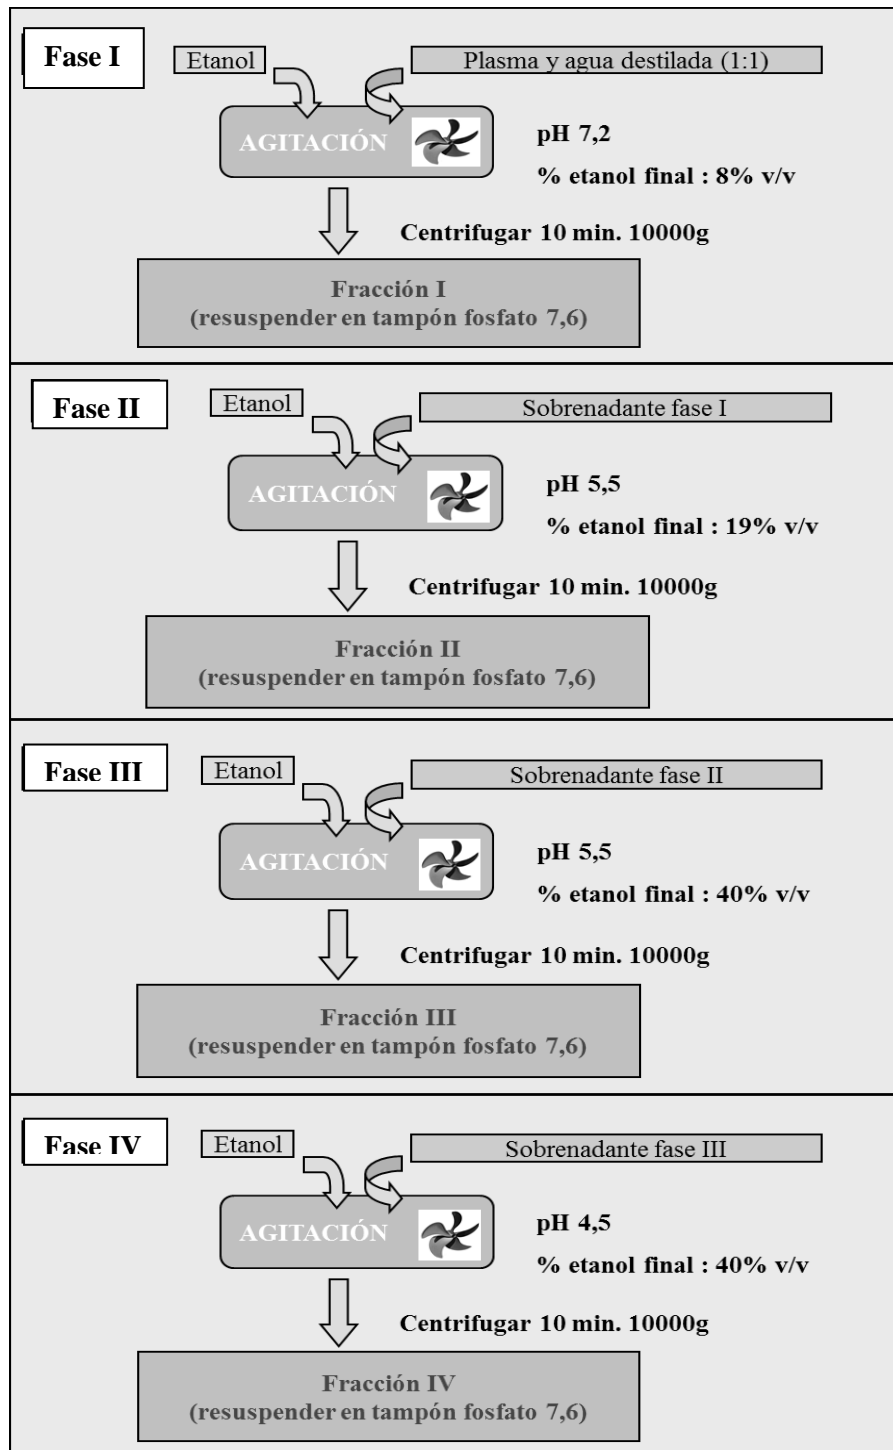 Fase I
Etanol
Plasma y agua destilada (1:1)
AGITACIÓN
pH 7,2
% etanol final : 8% v/v
Centrifugar 10 min. 10000g
Fracción I
(resuspender en tampón fosfato 7,6)
Fase II
Etanol
Sobrenadante fase I
AGITACIÓN
pH 5,5
% etanol final : 19% v/v
Centrifugar 10 min. 10000g
Fracción II
(resuspender en tampón fosfato 7,6)
Fase III
Etanol
Sobrenadante fase II
AGITACIÓN
pH 5,5
% etanol final : 40% v/v
Centrifugar 10 min. 10000g
Fracción III
(resuspender en tampón fosfato 7,6)
Fase IV
Etanol
Sobrenadante fase III
AGITACIÓN
pH 4,5
% etanol final : 40% v/v
Centrifugar 10 min. 10000g
Fracción IV
(resuspender en tampón fosfato 7,6)